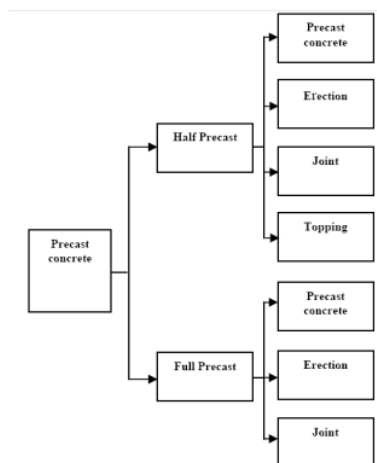 Precast
concrete
Half Precast
Precast
concrete
Erection
Joint
Topping
Full Precast
Precast
concrete
Erection
Joint